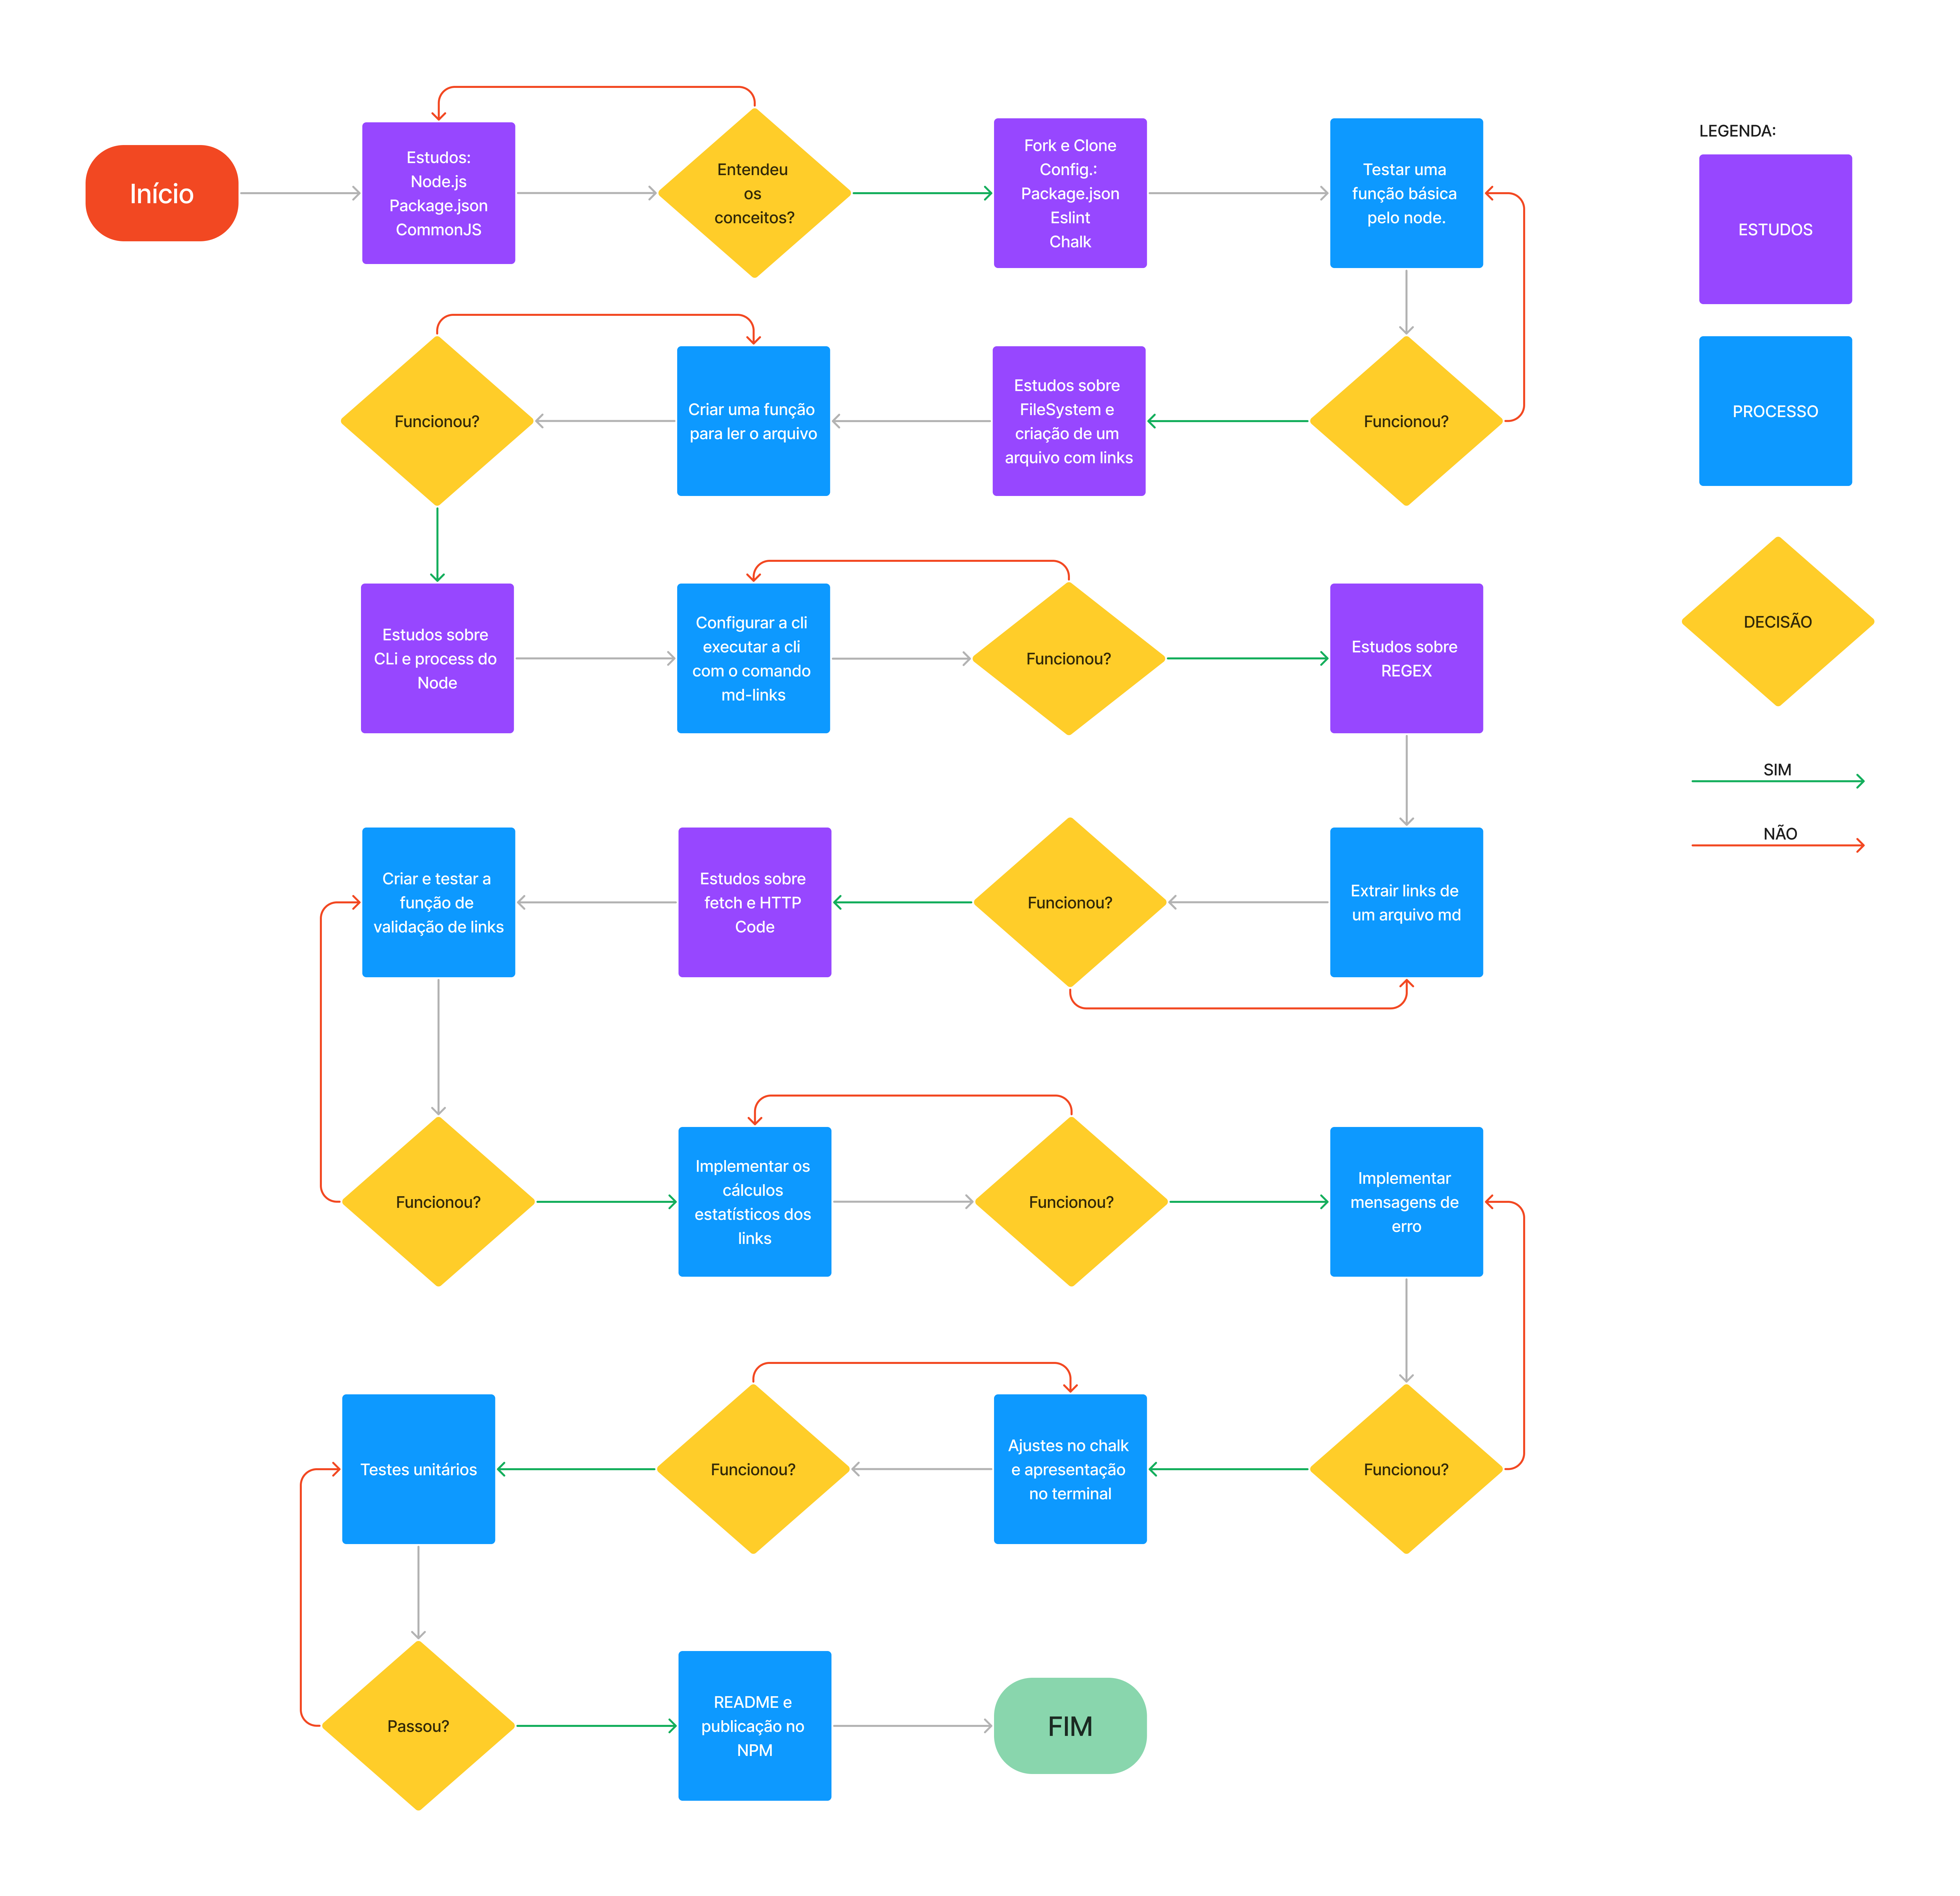 Início
Estudos:
Node.js
Package.json
CommonJS
Entendeu
os
conceitos?
Fork e Clone
Config.:
Package.json
Eslint
Chalk
Testar uma
função básica
pelo node.
Funcionou?
Estudos sobre
FileSystem e
criação de um
arquivo com links
Criar uma função
para ler o arquivo
Funcionou?
Estudos sobre
CLi e process do
Node
Configurar a cli
executar a cli
com o comando
md-links
Funcionou?
Estudos sobre
REGEX
Extrair links de
um arquivo md
Funcionou?
Estudos sobre
fetch e HTTP
Code
Criar e testar a
função de
validação de links
Funcionou?
Implementar os
cálculos
estatísticos dos
links
Funcionou?
Implementar
mensagens de
erro
Funcionou?
Ajustes no chalk
e apresentação
no terminal
Funcionou?
Testes unitários
Passou?
README e
publicação no
NPM
FIM
LEGENDA:
ESTUDOS
PROCESSO
DECISÃO
SIM
NÃO